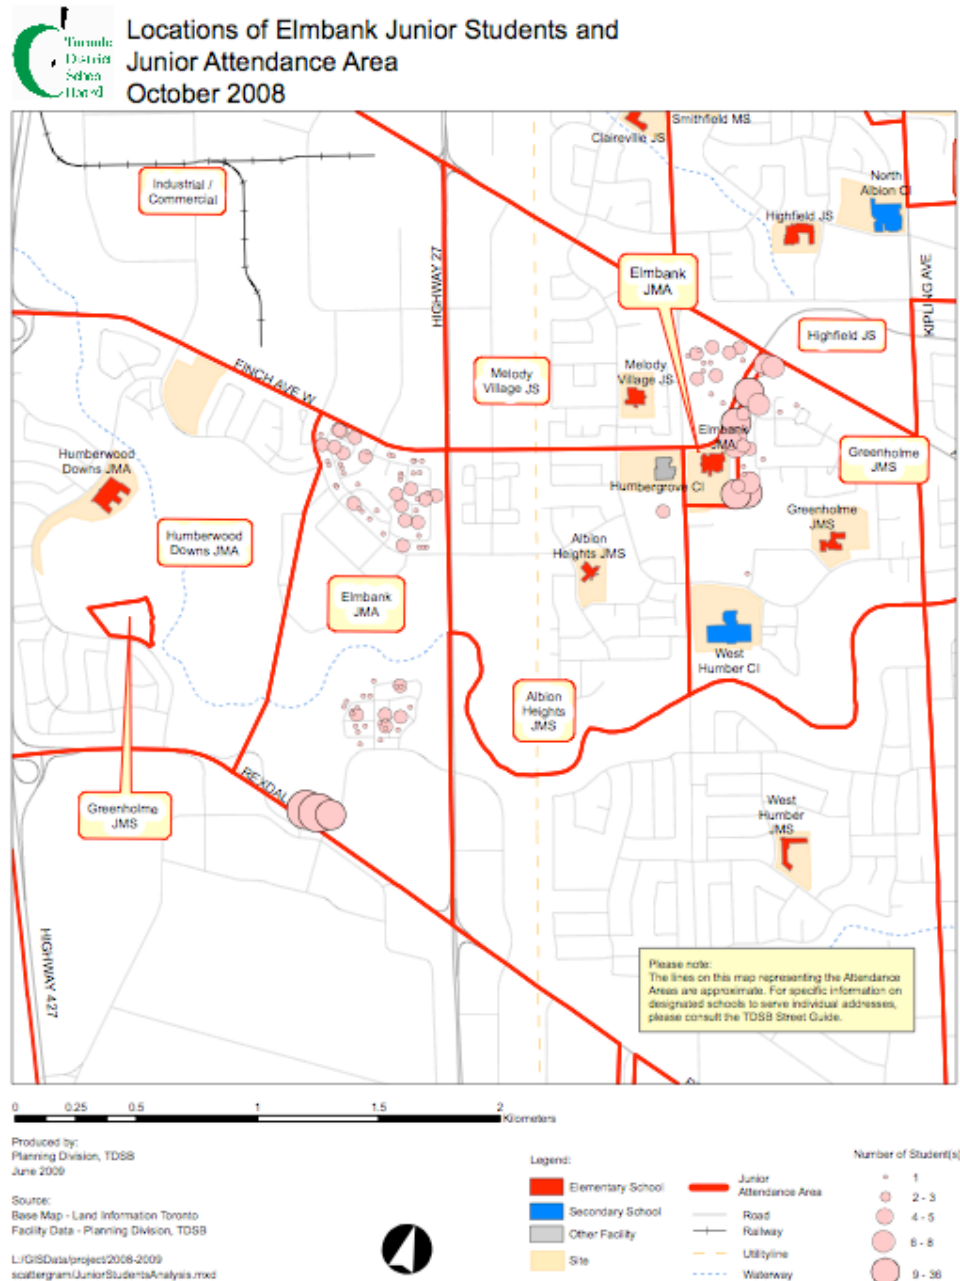 Toronto
District
School
Board
Locations of Elmbank Junior Students and
Junior Attendance Area
October 2008
Smithfield MS
Claireville JS
Industrial /
Commercial
North
Albion CI
Highfield JS
HIGHWAY 27
Elmbank
JMA
KIPLING AVE
Highfield JS
FINCH AVE W
Melody
Village JS
Melody
Village JS
Elmbank
JMA
Humberwood
Downs JMA
Greenholme
JMS
Humbergrove CI
Greenholme
JMS
Humberwood
Downs JMA
Albion
Heights JMS
Elmbank
JMA
West
Humber CI
Albion
Heights
JMS
REXDAL
Greenholme
JMS
West
Humber
JMS
HIGHWAY 427
Please note:
The lines on this map representing the Attendance
Areas are approximate. For specific information on
designated schools to serve individual addresses,
please consult the TDSB Street Guide.
0 0.25 0.5 1 1.5 2
Kilometers
Produced by:
Planning Division, TDSB
June 2009
Source:
Base Map - Land Information Toronto
Facility Data - Planning Division, TDSB
L:/GISData/project/2008-2009
scattergram/JuniorStudentsAnalysis.mxd
Legend:
Elementary School
Secondary School
Other Facility
Site
Junior
Attendance Area
Road
Railway
Utilityline
Waterway
Number of Student(s)
1
2 - 3
4 - 5
6 - 8
9 - 36